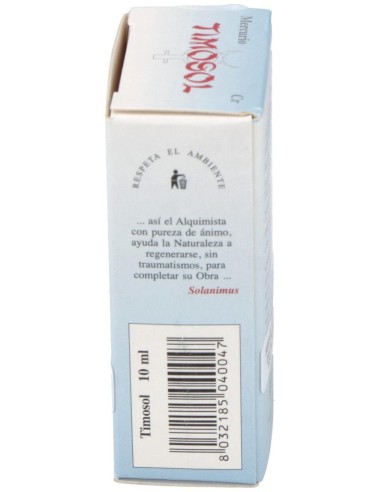 Mercurio
TIMOSOL
Cr
RESPETA EL AMBIENTE
... así el Alquimista
con pureza de ánimo,
ayuda la Naturaleza a
regenerarse, sin
traumatismos, para
completar su Obra ...
Solanimus
Timosol 10 ml
8 032185 040047